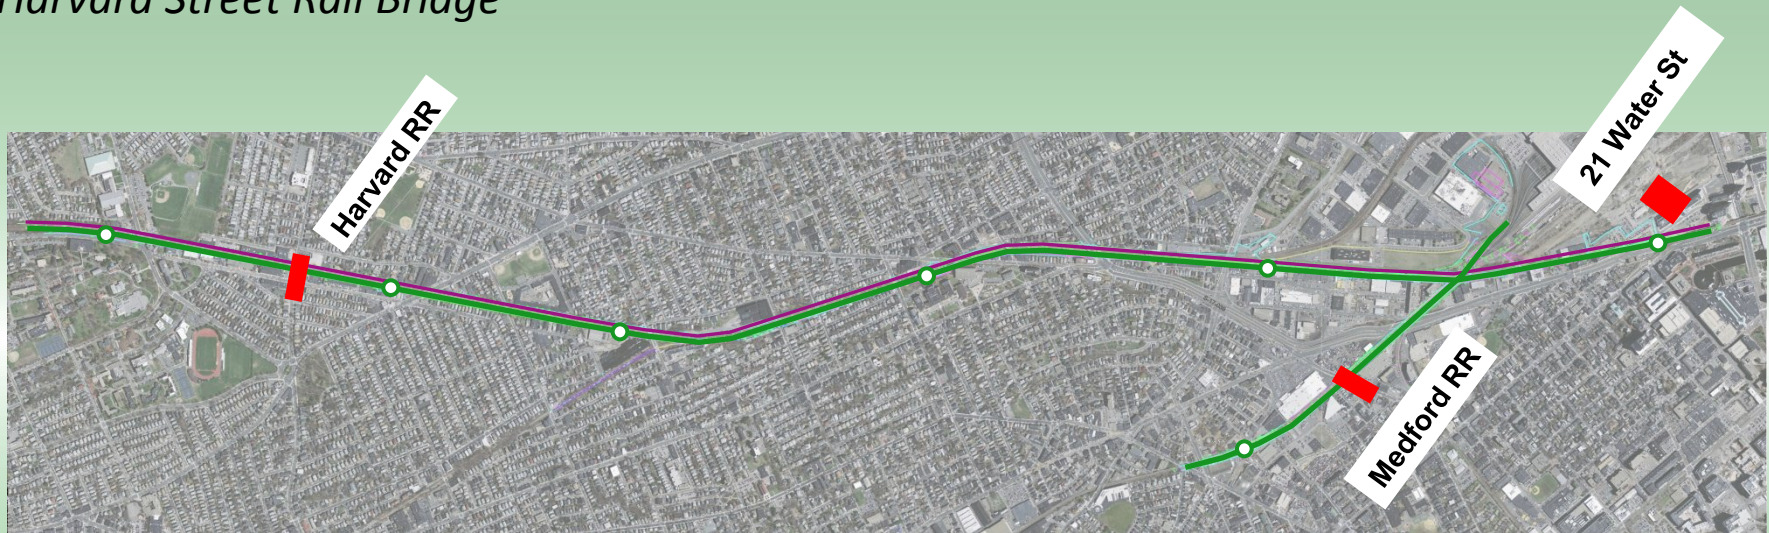 Harvard Street Rail Bridge
Harvard RR
21 Water St
Medford RR